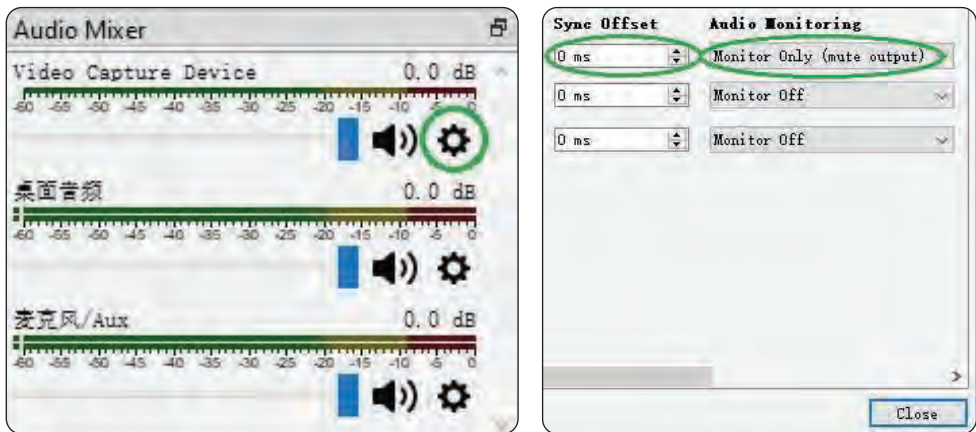 Audio Mixer
Video Capture Device 0.0 dB
-60 -55 -50 -45 -40 -35 -30 -25 -20 -15 -10 -5 0
桌面音频 0.0 dB
-60 -55 -50 -45 -40 -35 -30 -25 -20 -15 -10 -5 0
麦克风/Aux 0.0 dB
-60 -55 -50 -45 -40 -35 -30 -25 -20 -15 -10 -5 0
Sync Offset Audio Monitoring
0 ms Monitor Only (mute output)
0 ms Monitor Off
0 ms Monitor Off
Close